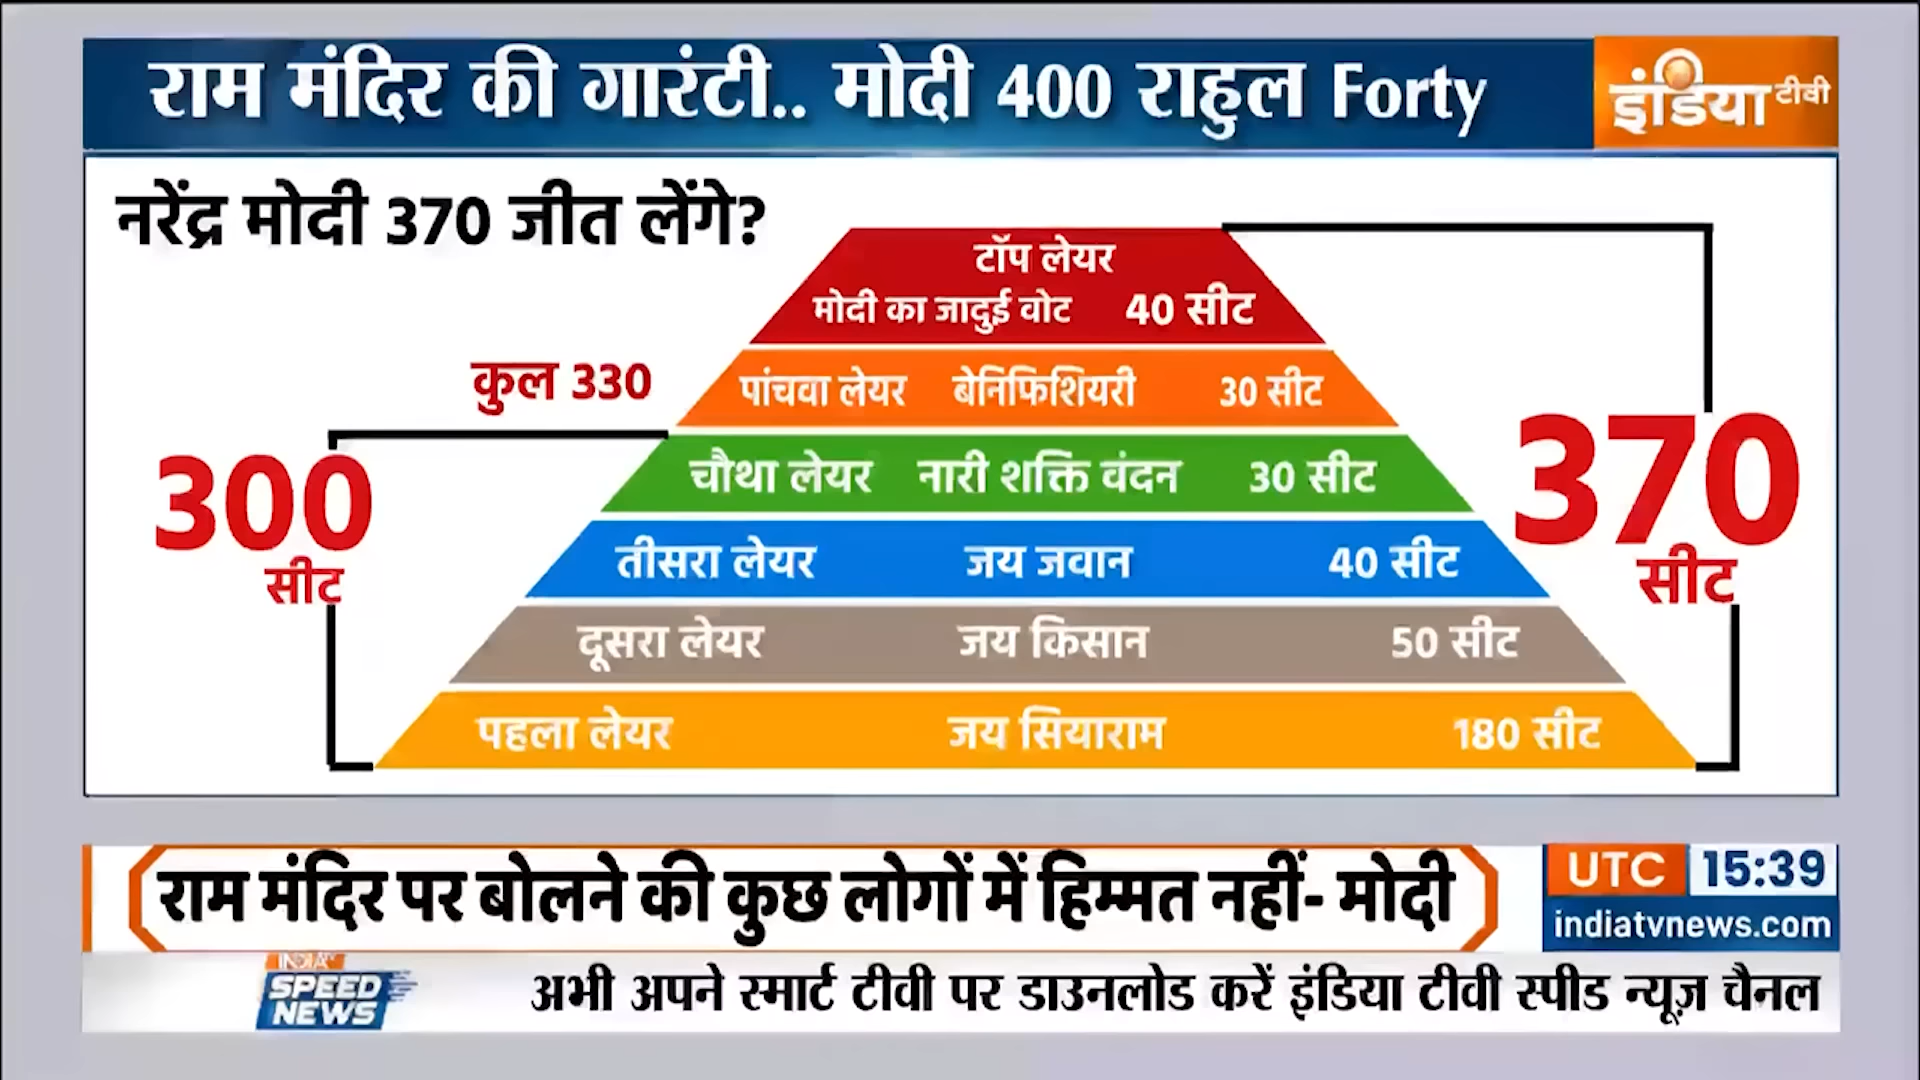 राम मंदिर की गारंटी.. मोदी 400 राहुल Forty
इंडिया टीवी
नरेंद्र मोदी 370 जीत लेंगे?
टॉप लेयर
मोदी का जादुई वोट 40 सीट
कुल 330
पांचवा लेयर बेनिफिशियरी 30 सीट
300
सीट
चौथा लेयर नारी शक्ति वंदन 30 सीट
370
सीट
तीसरा लेयर जय जवान 40 सीट
दूसरा लेयर जय किसान 50 सीट
पहला लेयर जय सियाराम 180 सीट
राम मंदिर पर बोलने की कुछ लोगों में हिम्मत नहीं- मोदी
UTC 15:39
indiatvnews.com
INDIA TV
SPEED
NEWS
अभी अपने स्मार्ट टीवी पर डाउनलोड करें इंडिया टीवी स्पीड न्यूज़ चैनल